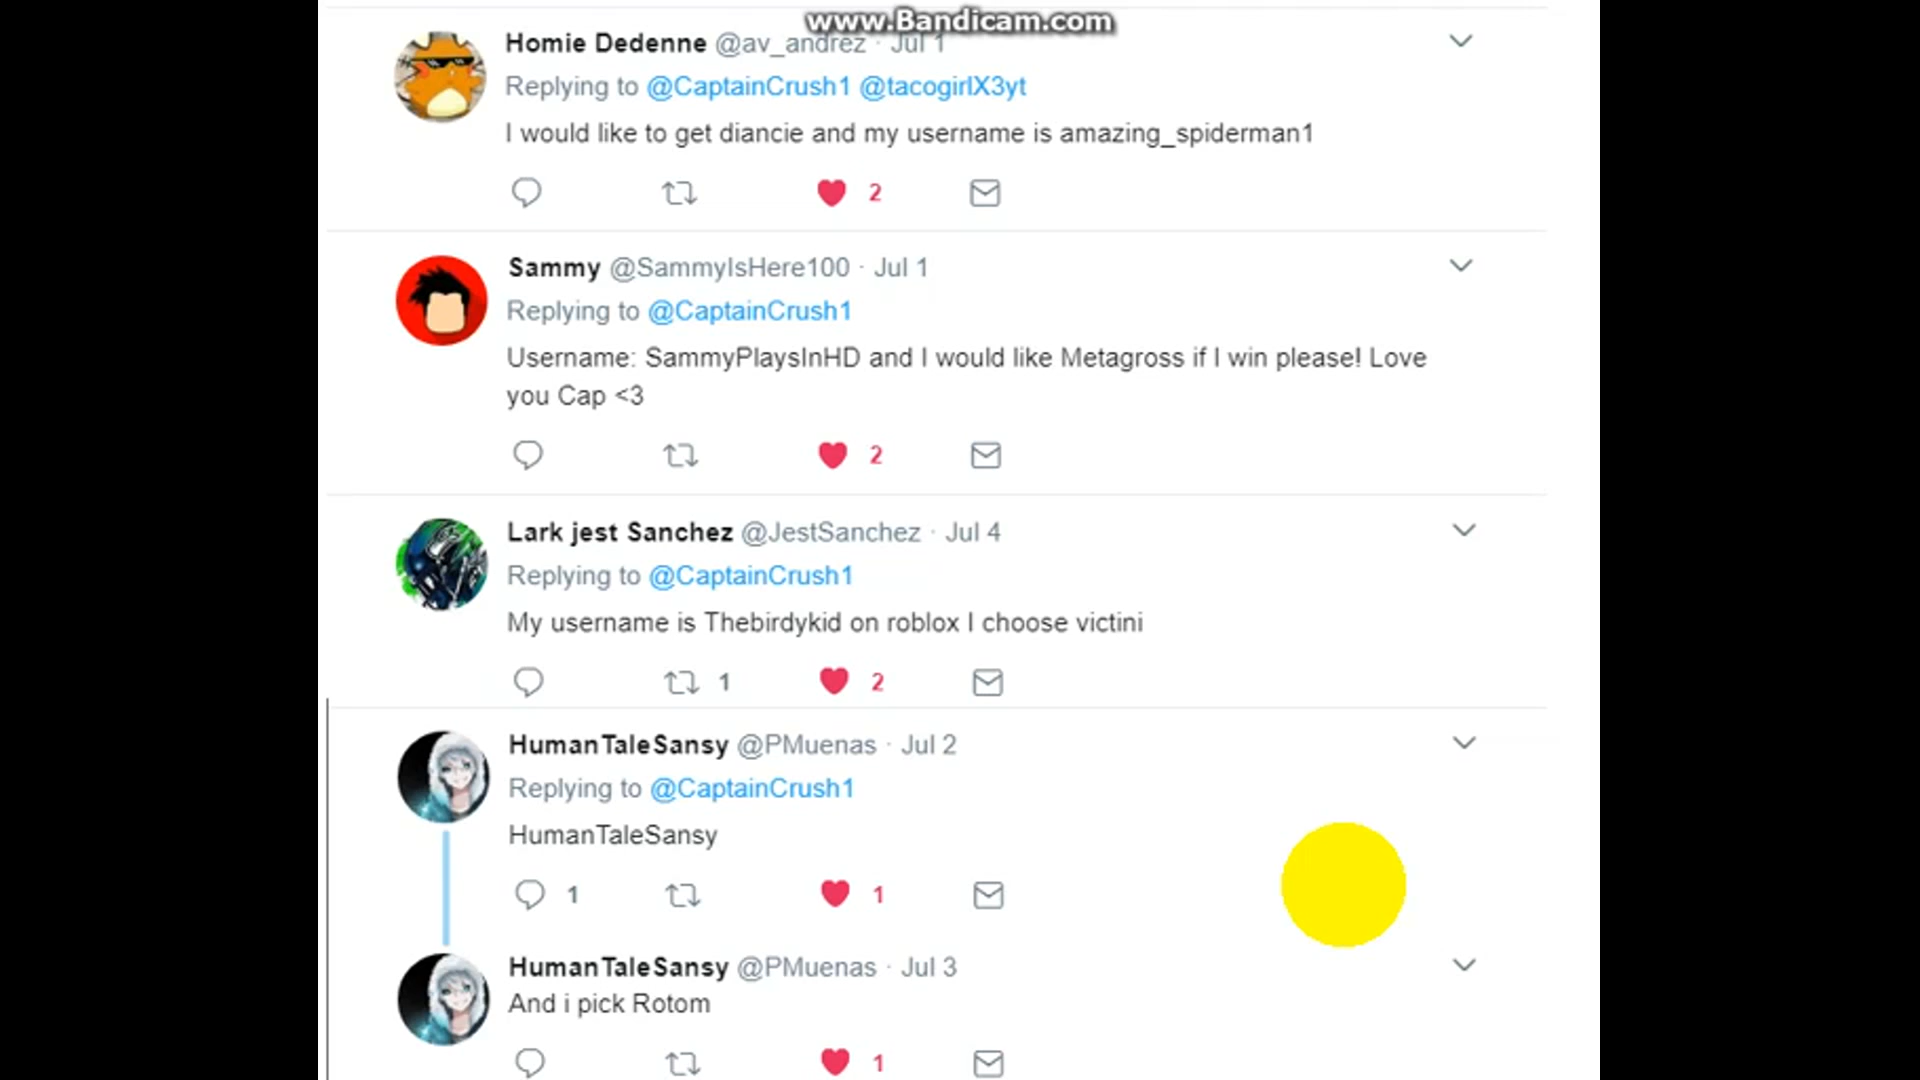 www.Bandicam.com
Homie Dedenne @av_andrez · Jul 1
Replying to @CaptainCrush1 @tacogirlX3yt
I would like to get diancie and my username is amazing_spiderman1
2
Sammy @SammyIsHere100 · Jul 1
Replying to @CaptainCrush1
Username: SammyPlaysInHD and I would like Metagross if I win please! Love
you Cap <3
2
Lark jest Sanchez @JestSanchez · Jul 4
Replying to @CaptainCrush1
My username is Thebirdykid on roblox I choose victini
1 2
HumanTaleSansy @PMuenas · Jul 2
Replying to @CaptainCrush1
HumanTaleSansy
1 1
HumanTaleSansy @PMuenas · Jul 3
And i pick Rotom
1